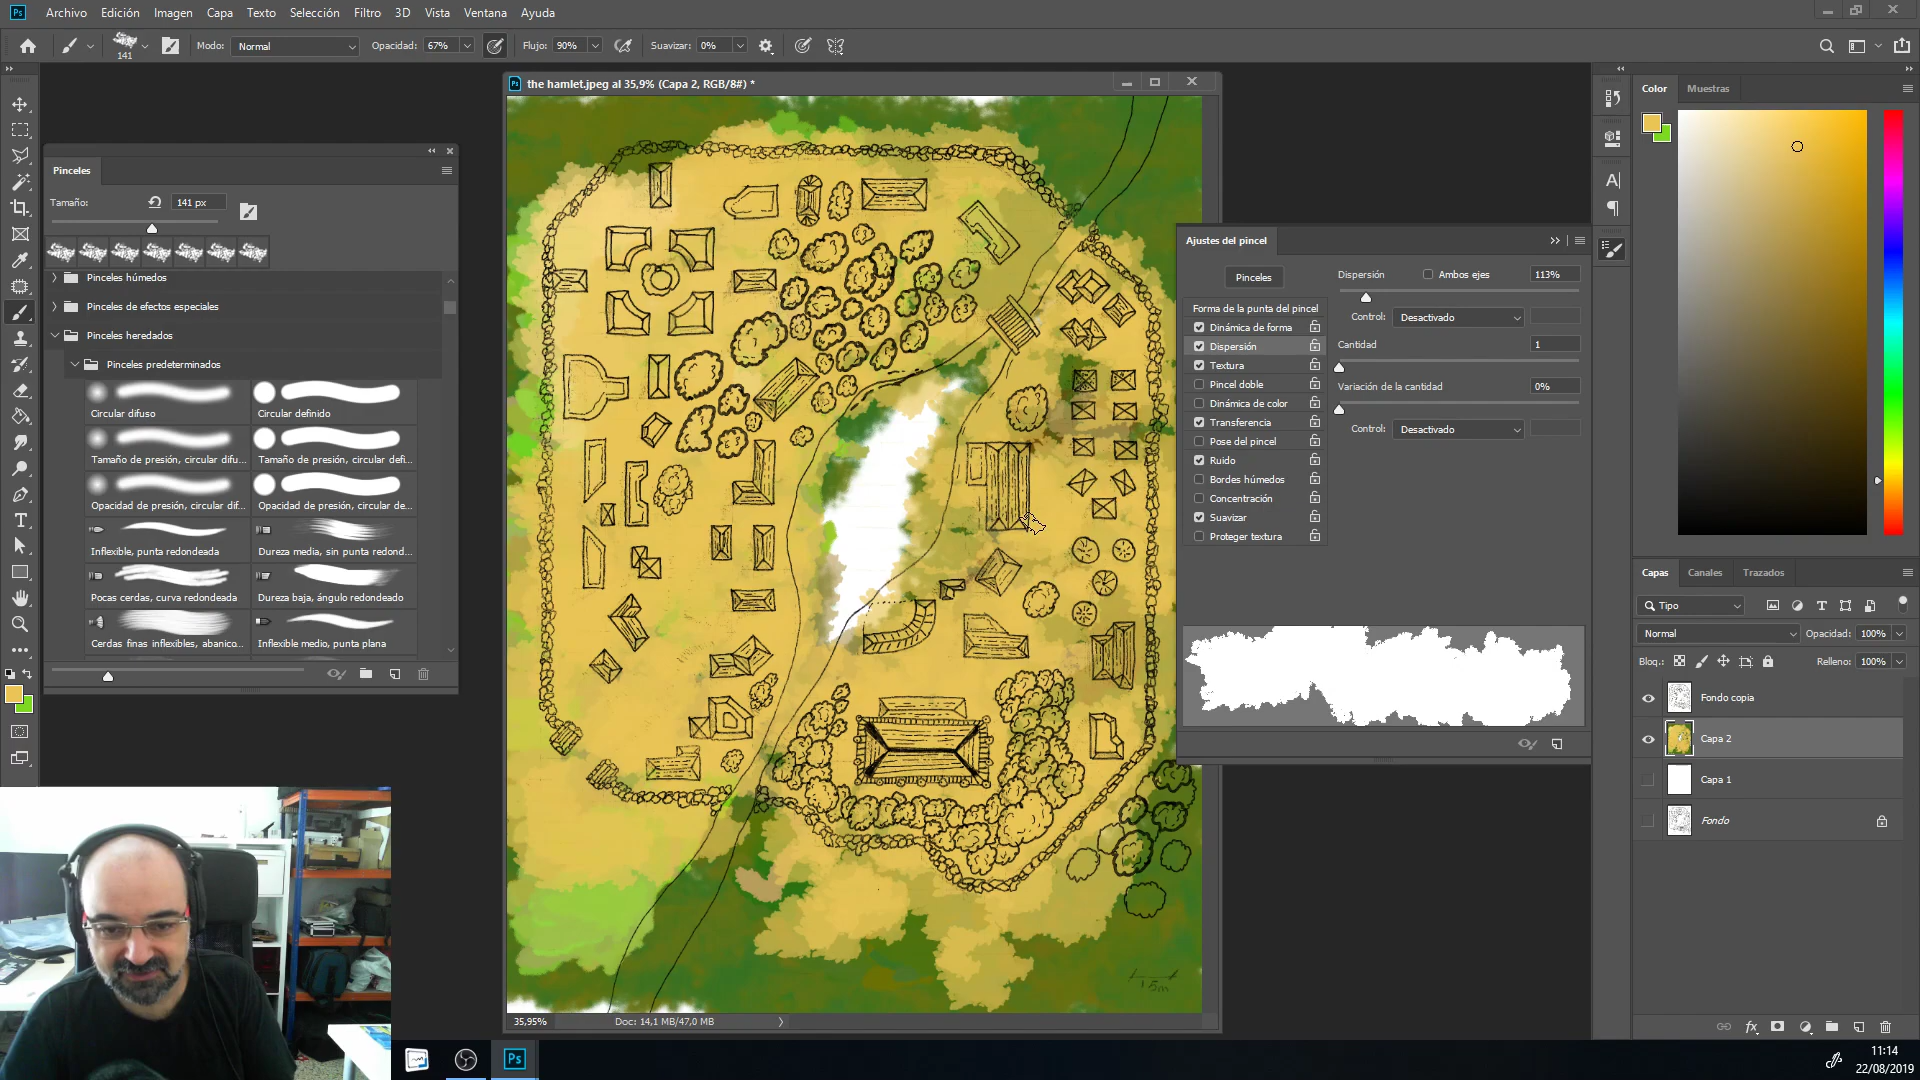 Ps Archivo Edición Imagen Capa Texto Selección Filtro 3D Vista Ventana Ayuda
141 Modo: Normal Opacidad: 67% Flujo: 90% Suavizar: 0%
Ps the hamlet.jpeg al 35,9% (Capa 2, RGB/8#) *
Pinceles
Tamaño: 141 px
Pinceles húmedos
Pinceles de efectos especiales
Pinceles heredados
Pinceles predeterminados
Circular difuso Circular definido
Tamaño de presión, circular difu... Tamaño de presión, circular defi...
Opacidad de presión, circular dif... Opacidad de presión, circular de...
Inflexible, punta redondeada Dureza media, sin punta redond...
Pocas cerdas, curva redondeada Dureza baja, ángulo redondeado
Cerdas finas inflexibles, abanico... Inflexible medio, punta plana
15m
35,95% Doc: 14,1 MB/47,0 MB
Ajustes del pincel
Pinceles
Forma de la punta del pincel
Dinámica de forma
Dispersión
Textura
Pincel doble
Dinámica de color
Transferencia
Pose del pincel
Ruido
Bordes húmedos
Concentración
Suavizar
Proteger textura
Dispersión Ambos ejes 113%
Control: Desactivado
Cantidad 1
Variación de la cantidad 0%
Control: Desactivado
Color Muestras
Capas Canales Trazados
Tipo
Normal Opacidad: 100%
Bloq.: Relleno: 100%
Fondo copia
Capa 2
Capa 1
Fondo
fx
Ps
11:14
22/08/2019